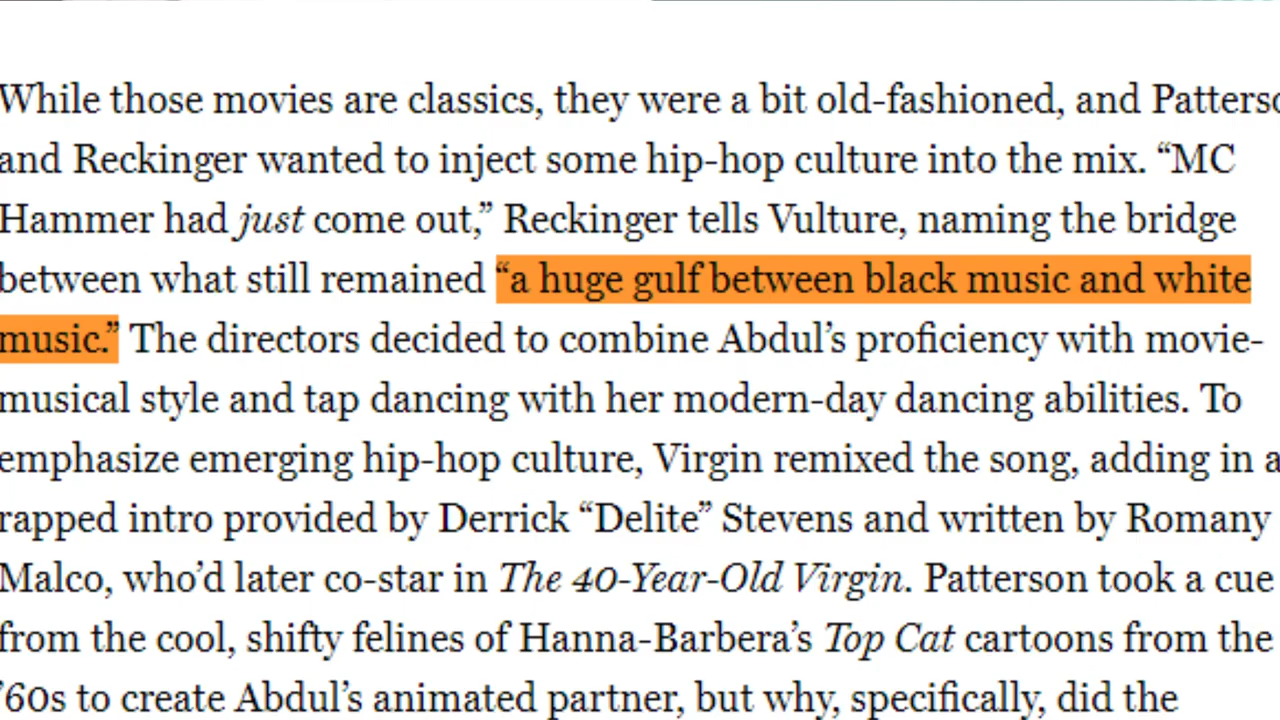 While those movies are classics, they were a bit old-fashioned, and
and Reckinger wanted to inject some hip-hop culture into the mix. “MC
Hammer had just come out,” Reckinger tells Vulture, naming the bridge
between what still remained “a huge gulf between black music and white
music.” The directors decided to combine Abdul’s proficiency with movie-
musical style and tap dancing with her modern-day dancing abilities. To
emphasize emerging hip-hop culture, Virgin remixed the song, adding in a
rapped intro provided by Derrick “Delite” Stevens and written by Romany
Malco, who’d later co-star in The 40-Year-Old Virgin. Patterson took a cue
from the cool, shifty felines of Hanna-Barbera’s Top Cat cartoons from the
’60s to create Abdul’s animated partner, but why, specifically, did the